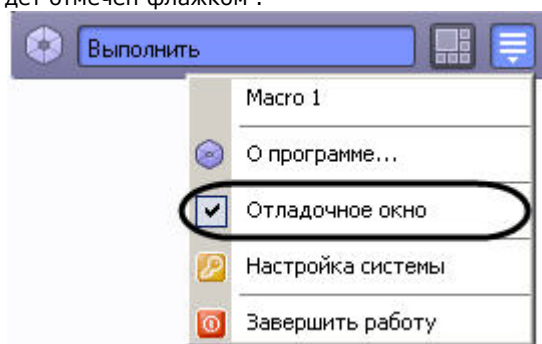 дет отмечен флажком .
Выполнить
Macro 1
О программе...
Отладочное окно
Настройка системы
Завершить работу